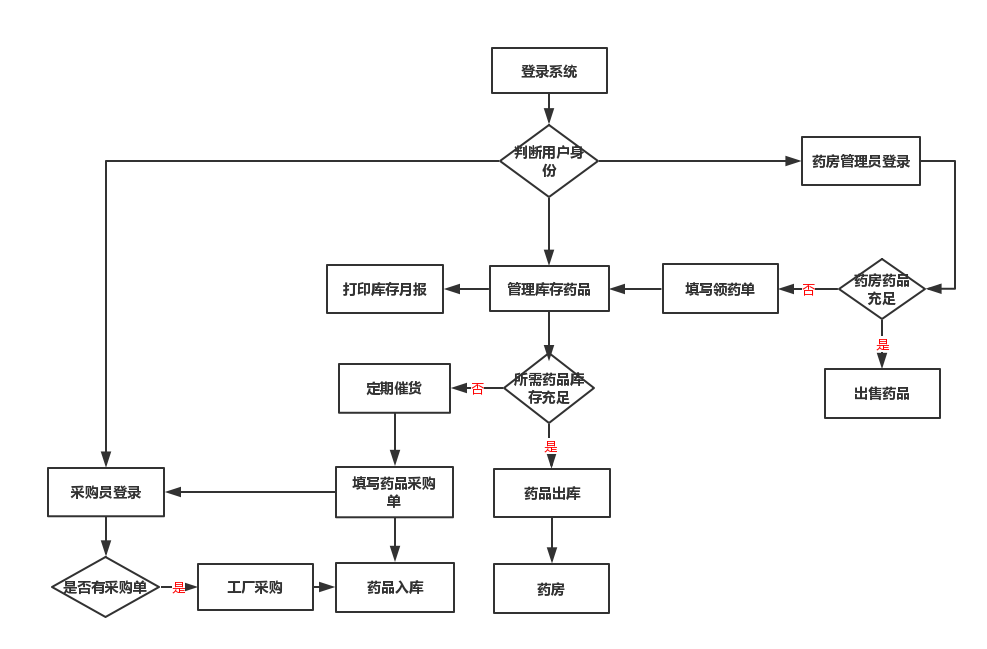 登录系统
判断用户身
份
药房管理员登录
打印库存月报
管理库存药品
填写领药单
否
药房药品
充足
是
定期催货
否
所需药品库
存充足
出售药品
是
采购员登录
填写药品采购
单
药品出库
是否有采购单
是
工厂采购
药品入库
药房